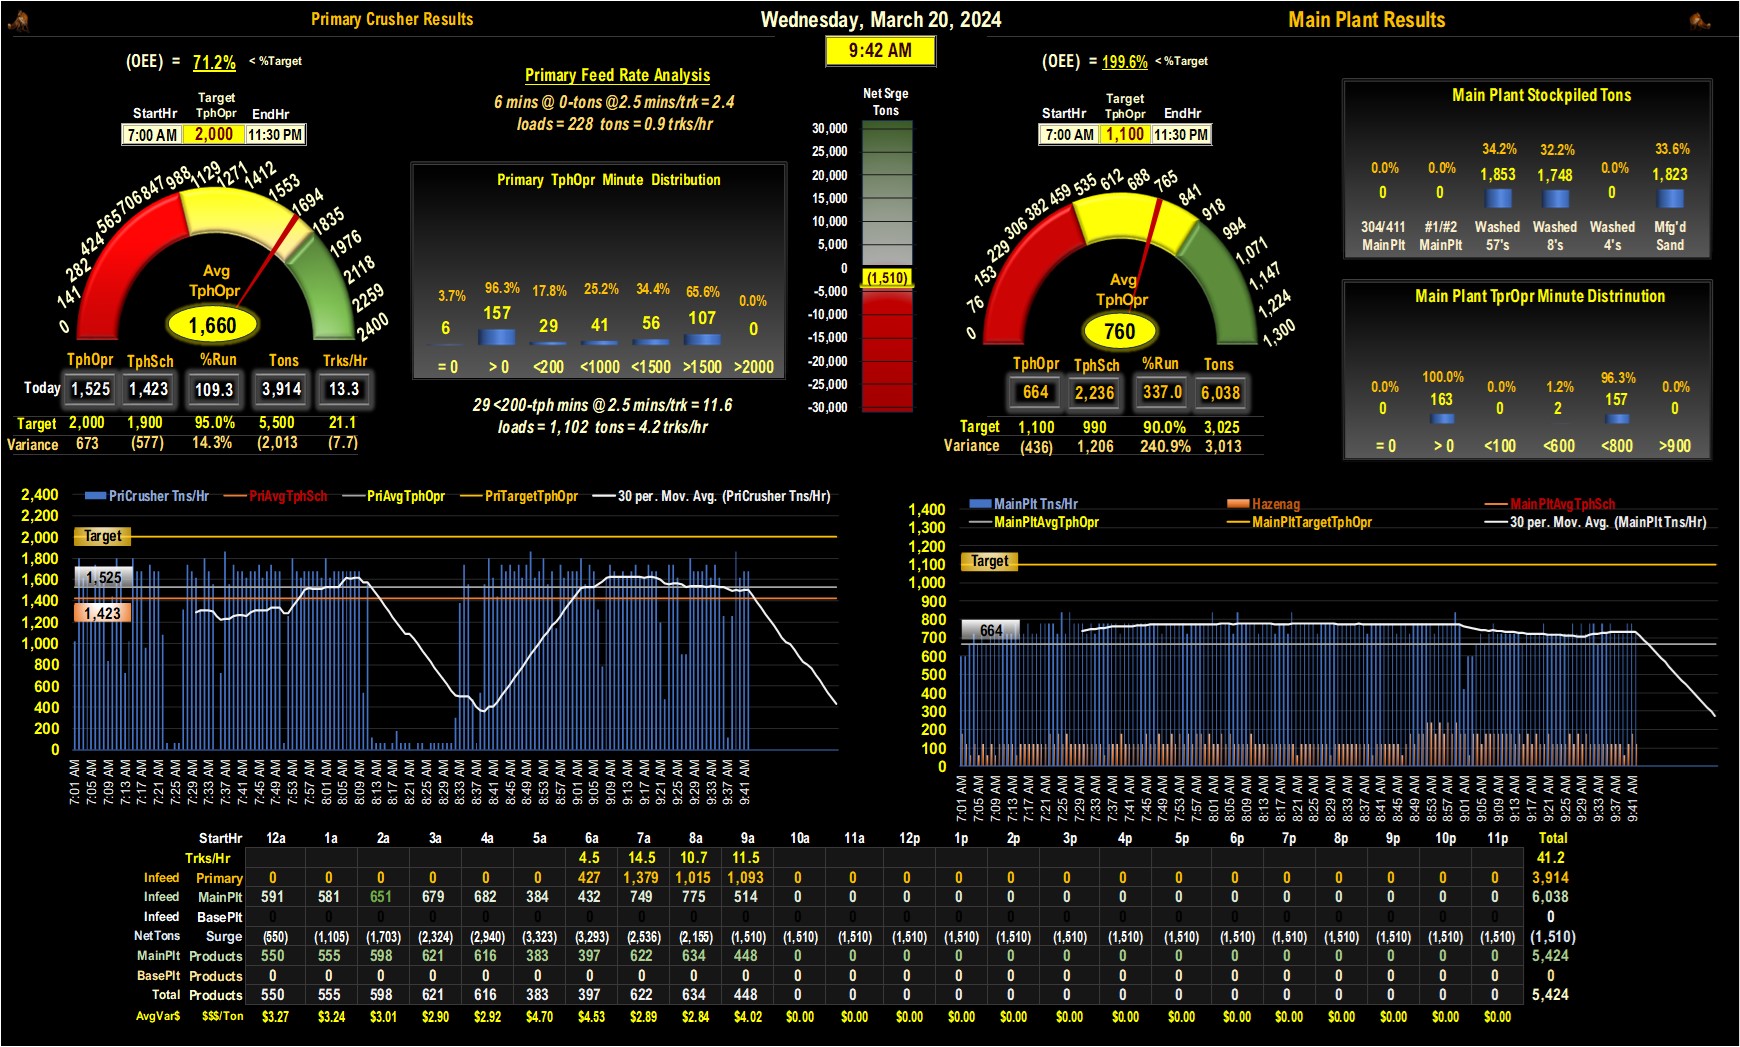 Primary Crusher Results
Wednesday, March 20, 2024
Main Plant Results
9:42 AM
(OEE) = 71.2% < %Target
StartHr Target TphOpr EndHr
7:00 AM 2,000 11:30 PM
0 141 282 424 565 706 847 988 1129 1271 1412 1553 1694 1835 1976 2118 2259 2400
Avg
TphOpr
1,660
TphOpr TphSch %Run Tons Trks/Hr
Today 1,525 1,423 109.3 3,914 13.3
Target 2,000 1,900 95.0% 5,500 21.1
Variance 673 (577) 14.3% (2,013 (7.7)
Primary Feed Rate Analysis
6 mins @ 0-tons @2.5 mins/trk = 2.4
loads = 228 tons = 0.9 trks/hr
Primary TphOpr Minute Distribution
3.7% 96.3% 17.8% 25.2% 34.4% 65.6% 0.0%
6 157 29 41 56 107 0
= 0 > 0 <200 <1000 <1500 >1500 >2000
29 <200-tph mins @ 2.5 mins/trk = 11.6
loads = 1,102 tons = 4.2 trks/hr
Net Srge
Tons
30,000
25,000
20,000
15,000
10,000
5,000
0
(1,510)
-5,000
-10,000
-15,000
-20,000
-25,000
-30,000
(OEE) = 199.6% < %Target
StartHr Target TphOpr EndHr
7:00 AM 1,100 11:30 PM
0 76 153 229 306 382 459 535 612 688 765 841 918 994 1,071 1,147 1,224 1,300
Avg
TphOpr
760
TphOpr TphSch %Run Tons
664 2,236 337.0 6,038
Target 1,100 990 90.0% 3,025
Variance (436) 1,206 240.9% 3,013
Main Plant Stockpiled Tons
0.0% 0.0% 34.2% 32.2% 0.0% 33.6%
0 0 1,853 1,748 0 1,823
304/411 #1/#2 Washed Washed Washed Mfg'd
MainPlt MainPlt 57's 8's 4's Sand
Main Plant TprOpr Minute Distrinution
0.0% 100.0% 0.0% 1.2% 96.3% 0.0%
0 163 0 2 157 0
= 0 > 0 <100 <600 <800 >900
PriCrusher Tns/Hr PriAvgTphSch PriAvgTphOpr PriTargetTphOpr 30 per. Mov. Avg. (PriCrusher Tns/Hr)
2,400
2,200
2,000
1,800
1,600
1,400
1,200
1,000
800
600
400
200
0
Target
1,525
1,423
7:01 AM 7:05 AM 7:09 AM 7:13 AM 7:17 AM 7:21 AM 7:25 AM 7:29 AM 7:33 AM 7:37 AM 7:41 AM 7:45 AM 7:49 AM 7:53 AM 7:57 AM 8:01 AM 8:05 AM 8:09 AM 8:13 AM 8:17 AM 8:21 AM 8:25 AM 8:29 AM 8:33 AM 8:37 AM 8:41 AM 8:45 AM 8:49 AM 8:53 AM 8:57 AM 9:01 AM 9:05 AM 9:09 AM 9:13 AM 9:17 AM 9:21 AM 9:25 AM 9:29 AM 9:33 AM 9:37 AM 9:41 AM
MainPlt Tns/Hr Hazenag MainPltAvgTphSch
MainPltAvgTphOpr MainPltTargetTphOpr 30 per. Mov. Avg. (MainPlt Tns/Hr)
1,400
1,300
1,200
1,100
1,000
900
800
700
600
500
400
300
200
100
0
Target
664
7:01 AM 7:05 AM 7:09 AM 7:13 AM 7:17 AM 7:21 AM 7:25 AM 7:29 AM 7:33 AM 7:37 AM 7:41 AM 7:45 AM 7:49 AM 7:53 AM 7:57 AM 8:01 AM 8:05 AM 8:09 AM 8:13 AM 8:17 AM 8:21 AM 8:25 AM 8:29 AM 8:33 AM 8:37 AM 8:41 AM 8:45 AM 8:49 AM 8:53 AM 8:57 AM 9:01 AM 9:05 AM 9:09 AM 9:13 AM 9:17 AM 9:21 AM 9:25 AM 9:29 AM 9:33 AM 9:37 AM 9:41 AM
StartHr 12a 1a 2a 3a 4a 5a 6a 7a 8a 9a 10a 11a 12p 1p 2p 3p 4p 5p 6p 7p 8p 9p 10p 11p Total
Trks/Hr 4.5 14.5 10.7 11.5 41.2
Infeed Primary 0 0 0 0 0 0 427 1,379 1,015 1,093 0 0 0 0 0 0 0 0 0 0 0 0 0 0 3,914
Infeed MainPlt 591 581 651 679 682 384 432 749 775 514 0 0 0 0 0 0 0 0 0 0 0 0 0 0 6,038
Infeed BasePlt 0 0 0 0 0 0 0 0 0 0 0 0 0 0 0 0 0 0 0 0 0 0 0 0 0
NetTons Surge (550) (1,105) (1,703) (2,324) (2,940) (3,323) (3,293) (2,536) (2,155) (1,510) (1,510) (1,510) (1,510) (1,510) (1,510) (1,510) (1,510) (1,510) (1,510) (1,510) (1,510) (1,510) (1,510) (1,510) (1,510)
MainPlt Products 550 555 598 621 616 383 397 622 634 448 0 0 0 0 0 0 0 0 0 0 0 0 0 0 5,424
BasePlt Products 0 0 0 0 0 0 0 0 0 0 0 0 0 0 0 0 0 0 0 0 0 0 0 0 0
Total Products 550 555 598 621 616 383 397 622 634 448 0 0 0 0 0 0 0 0 0 0 0 0 0 0 5,424
AvgVar$ $$$/Ton $3.27 $3.24 $3.01 $2.90 $2.92 $4.70 $4.53 $2.89 $2.84 $4.02 $0.00 $0.00 $0.00 $0.00 $0.00 $0.00 $0.00 $0.00 $0.00 $0.00 $0.00 $0.00 $0.00 $0.00